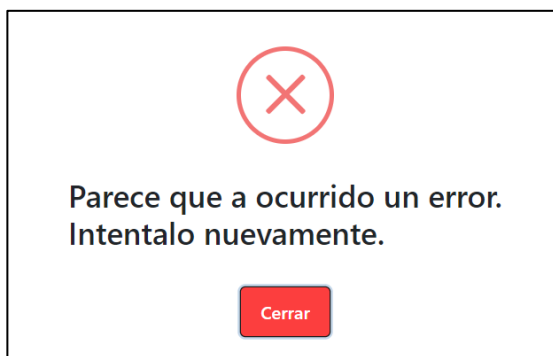 Parece que a ocurrido un error.
Intentalo nuevamente.
Cerrar